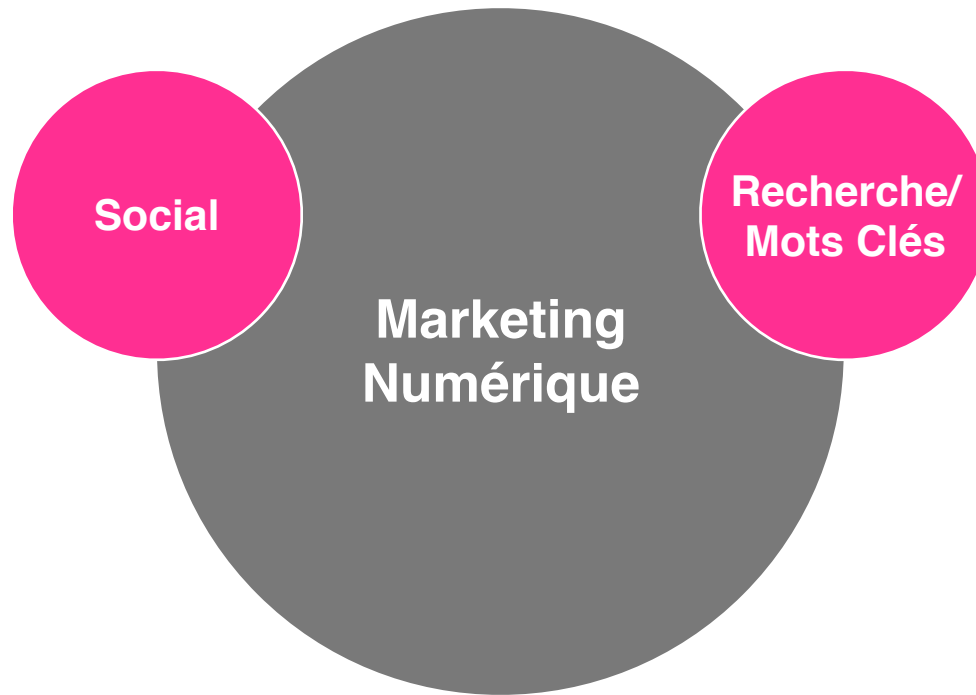 Social
Recherche/
Mots Clés
Marketing
Numérique